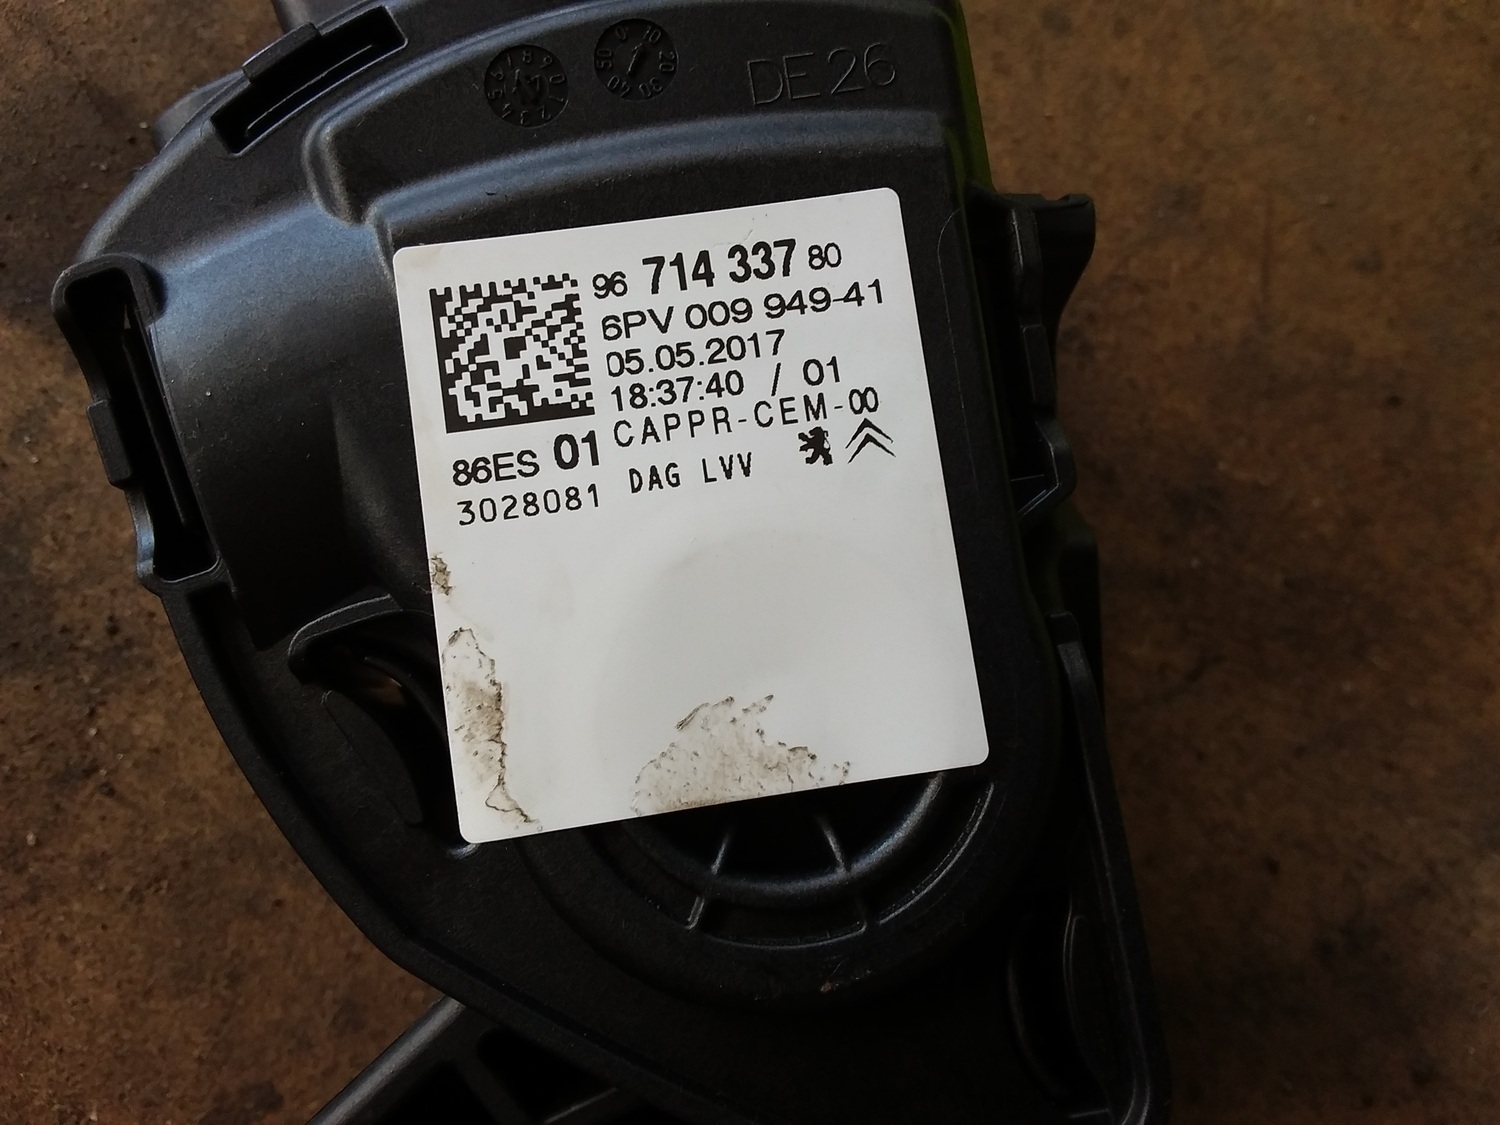 DE26
96 714 337 80
6PV 009 949-41
05.05.2017
18:37:40 / 01
CAPPR-CEM-00
86ES 01
3028081 DAG LVV